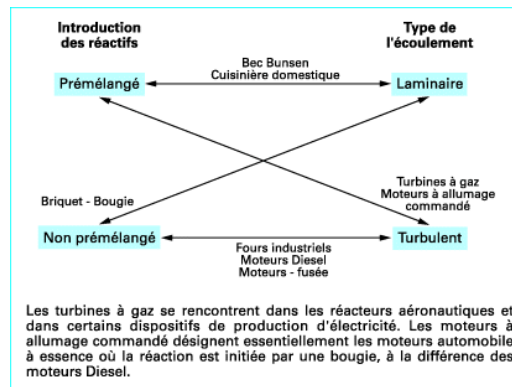 Introduction
des réactifs
Type de
l'écoulement
Bec Bunsen
Cuisinière domestique
Prémélangé
Laminaire
Briquet - Bougie
Turbines à gaz
Moteurs à allumage
commandé
Non prémélangé
Turbulent
Fours industriels
Moteurs Diesel
Moteurs - fusée
Les turbines à gaz se rencontrent dans les réacteurs aéronautiques et
dans certains dispositifs de production d'électricité. Les moteurs à
allumage commandé désignent essentiellement les moteurs automobile
à essence où la réaction est initiée par une bougie, à la différence des
moteurs Diesel.